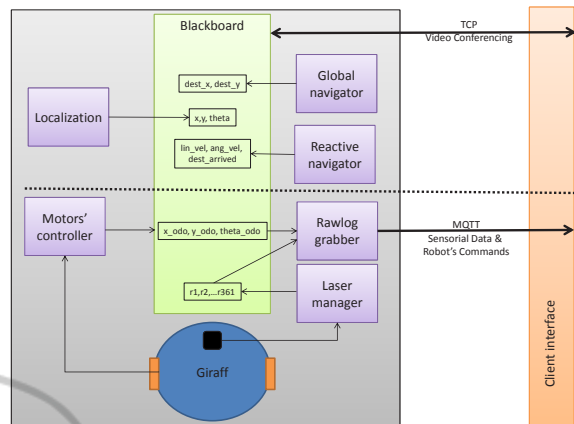 Blackboard
TCP
Video Conferencing
dest_x, dest_y
Global
navigator
Localization
x,y, theta
lin_vel, ang_vel,
dest_arrived
Reactive
navigator
Motors'
controller
x_odo, y_odo, theta_odo
Rawlog
grabber
MQTT
Sensorial Data &
Robot's Commands
r1,r2,...r361
Laser
manager
Giraff
Client interface